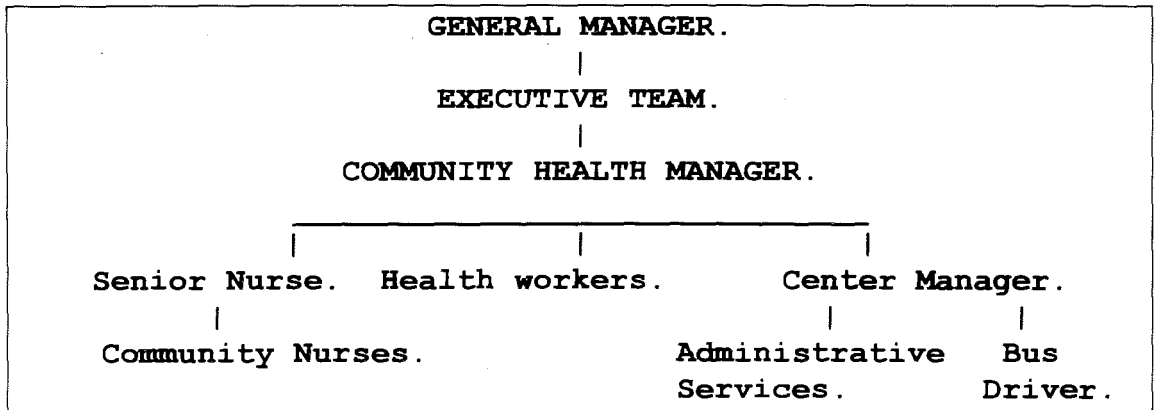 GENERAL MANAGER.
EXECUTIVE TEAM.
COMMUNITY HEALTH MANAGER.
Senior Nurse. Health workers. Center Manager.
Community Nurses. Administrative Bus
Services. Driver.